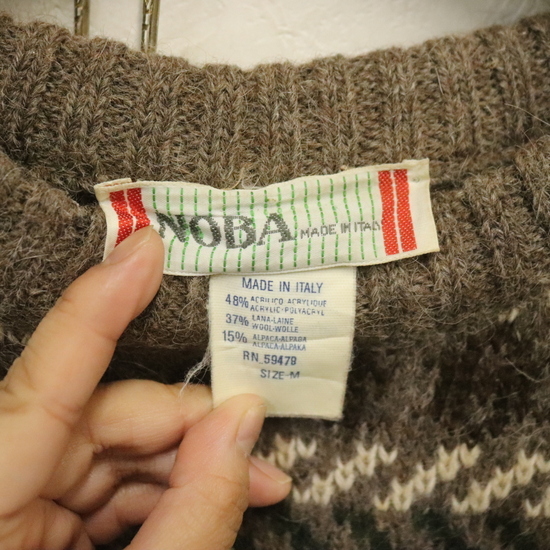 NOBA MADE IN ITALY
MADE IN ITALY
48% ACRILICO-ACRYLIQUE
ACRYLIC-POLYACRYL
37% LANA-LAINE
WOOL-WOLLE
15% ALPACA-ALPAGA
ALPACA-ALPAKA
RN 59479
SIZE-M